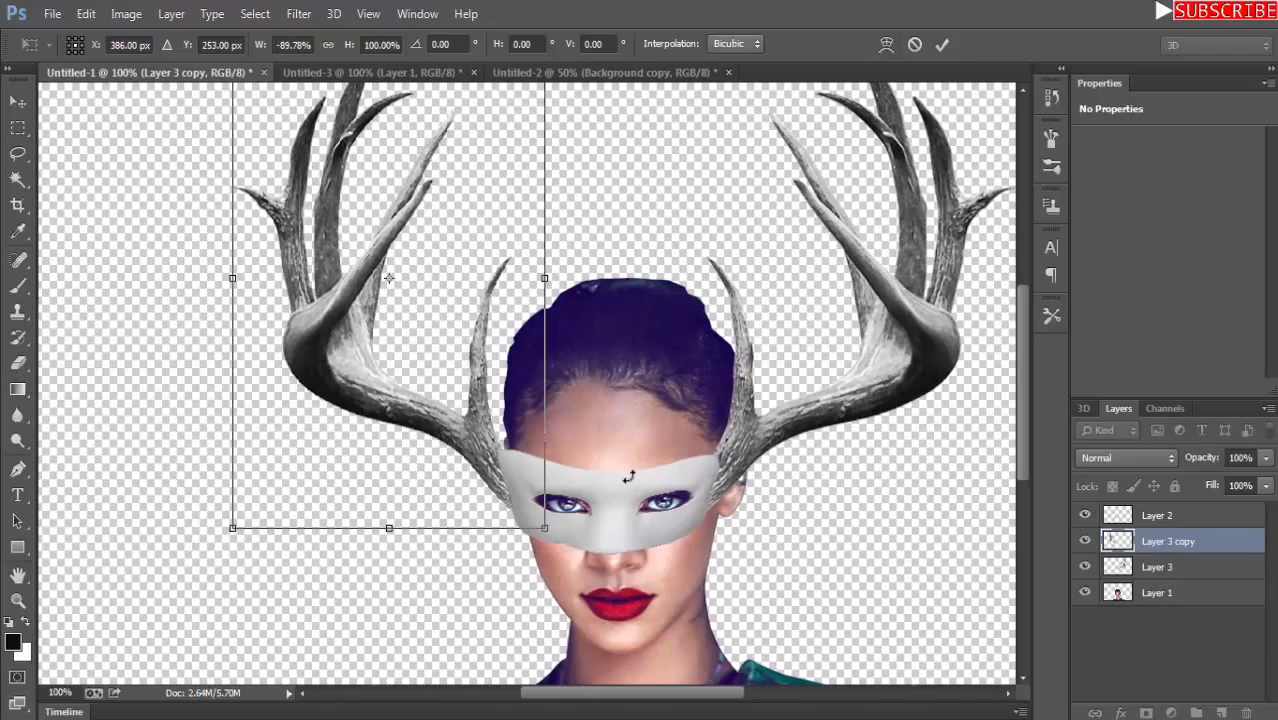 SUBSCRIBE
Ps File Edit Image Layer Type Select Filter 3D View Window Help
X: 386.00 px Y: 253.00 px W: -89.78% H: 100.00% 0.00 ° H: 0.00 ° V: 0.00 ° Interpolation: Bicubic 3D
Untitled-1 @ 100% (Layer 3 copy, RGB/8) * × Untitled-3 @ 100% (Layer 1, RGB/8) * × Untitled-2 @ 50% (Background copy, RGB/8) * ×
Properties
No Properties
3D Layers Channels
Kind
Normal Opacity: 100%
Lock: Fill: 100%
Layer 2
Layer 3 copy
Layer 3
Layer 1
100% Doc: 2.64M/5.70M
Timeline